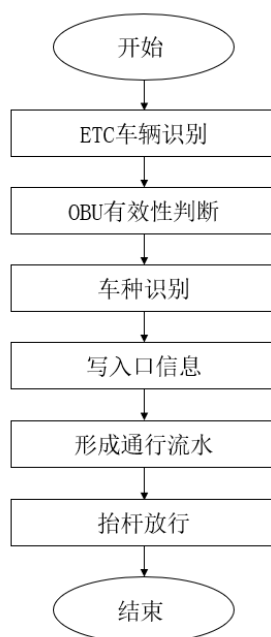 开始
ETC车辆识别
OBU有效性判断
车种识别
写入口信息
形成通行流水
抬杆放行
结束